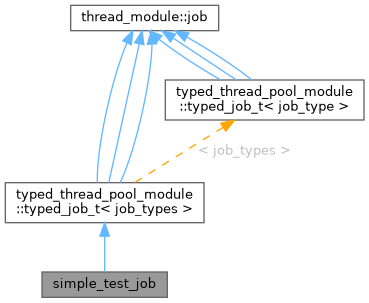 thread_module::job
typed_thread_pool_module
::typed_job_t< job_type >
< job_types >
typed_thread_pool_module
::typed_job_t< job_types >
simple_test_job